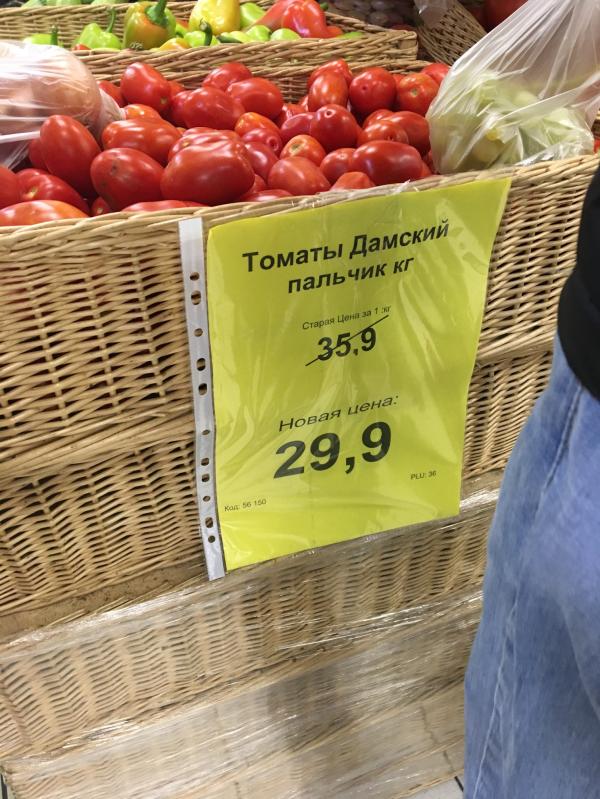 Томаты Дамский
пальчик кг
Старая Цена за 1 кг
35,9
Новая цена:
29,9
PLU: 36
Код: 56 150